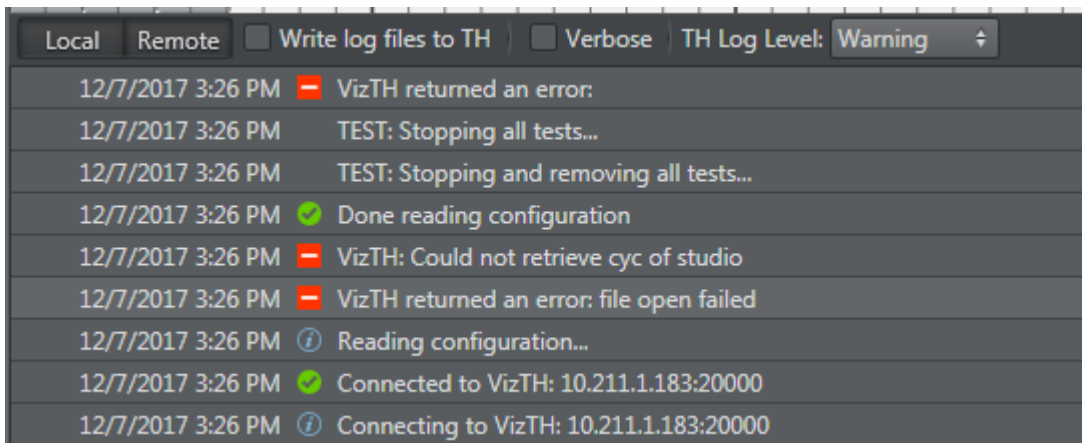 Local Remote Write log files to TH Verbose TH Log Level: Warning
12/7/2017 3:26 PM VizTH returned an error:
12/7/2017 3:26 PM TEST: Stopping all tests...
12/7/2017 3:26 PM TEST: Stopping and removing all tests...
12/7/2017 3:26 PM Done reading configuration
12/7/2017 3:26 PM VizTH: Could not retrieve cyc of studio
12/7/2017 3:26 PM VizTH returned an error: file open failed
12/7/2017 3:26 PM Reading configuration...
12/7/2017 3:26 PM Connected to VizTH: 10.211.1.183:20000
12/7/2017 3:26 PM Connecting to VizTH: 10.211.1.183:20000